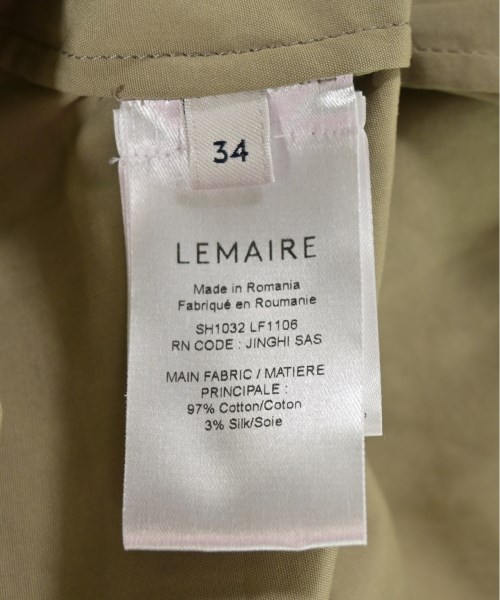 34
LEMAIRE
Made in Romania
Fabriqué en Roumanie
SH1032 LF1106
RN CODE : JINGHI SAS
MAIN FABRIC / MATIERE
PRINCIPALE :
97% Cotton/Coton
3% Silk/Soie